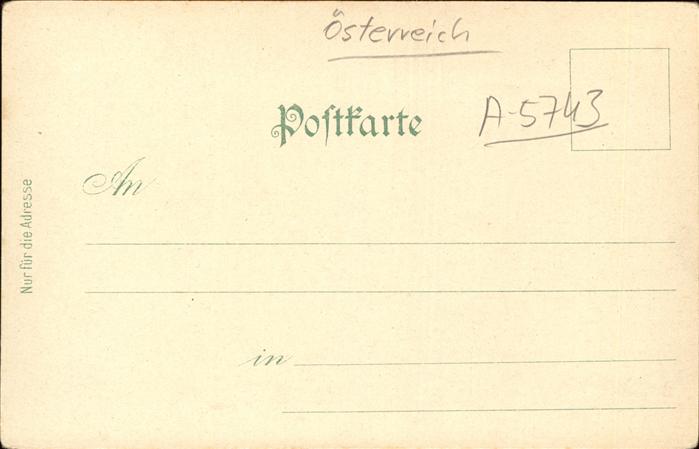 Österreich
Postkarte
A-5743
An
Nur für die Adresse
in